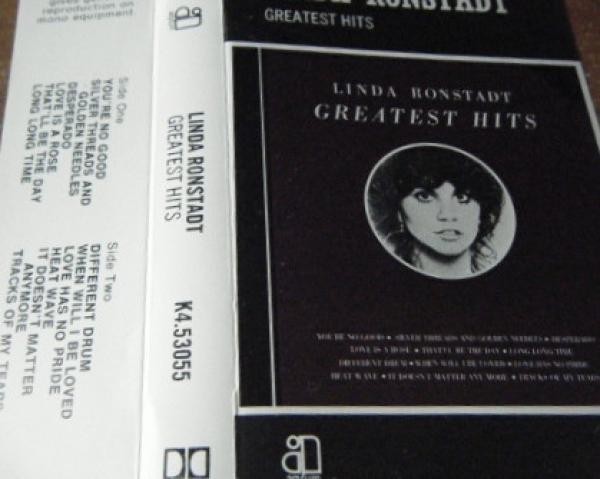 reproduction on
mono equipment.
Side One
YOU'RE NO GOOD
SILVER THREADS AND
GOLDEN NEEDLES
DESPERADO
LOVE IS A ROSE
THAT'LL BE THE DAY
LONG LONG TIME
Side Two
DIFFERENT DRUM
WHEN WILL I BE LOVED
LOVE HAS NO PRIDE
HEAT WAVE
IT DOESN'T MATTER
ANYMORE
TRACKS OF MY TEARS
LINDA RONSTADT
GREATEST HITS
K4.53055
RONSTADT
GREATEST HITS
LINDA RONSTADT
GREATEST HITS
YOU'RE NO GOOD • SILVER THREADS AND GOLDEN NEEDLES • DESPERADO
LOVE IS A ROSE • THAT'LL BE THE DAY • LONG LONG TIME
DIFFERENT DRUM • WHEN WILL I BE LOVED • LOVE HAS NO PRIDE
HEAT WAVE • IT DOESN'T MATTER ANY MORE • TRACKS OF MY TEARS